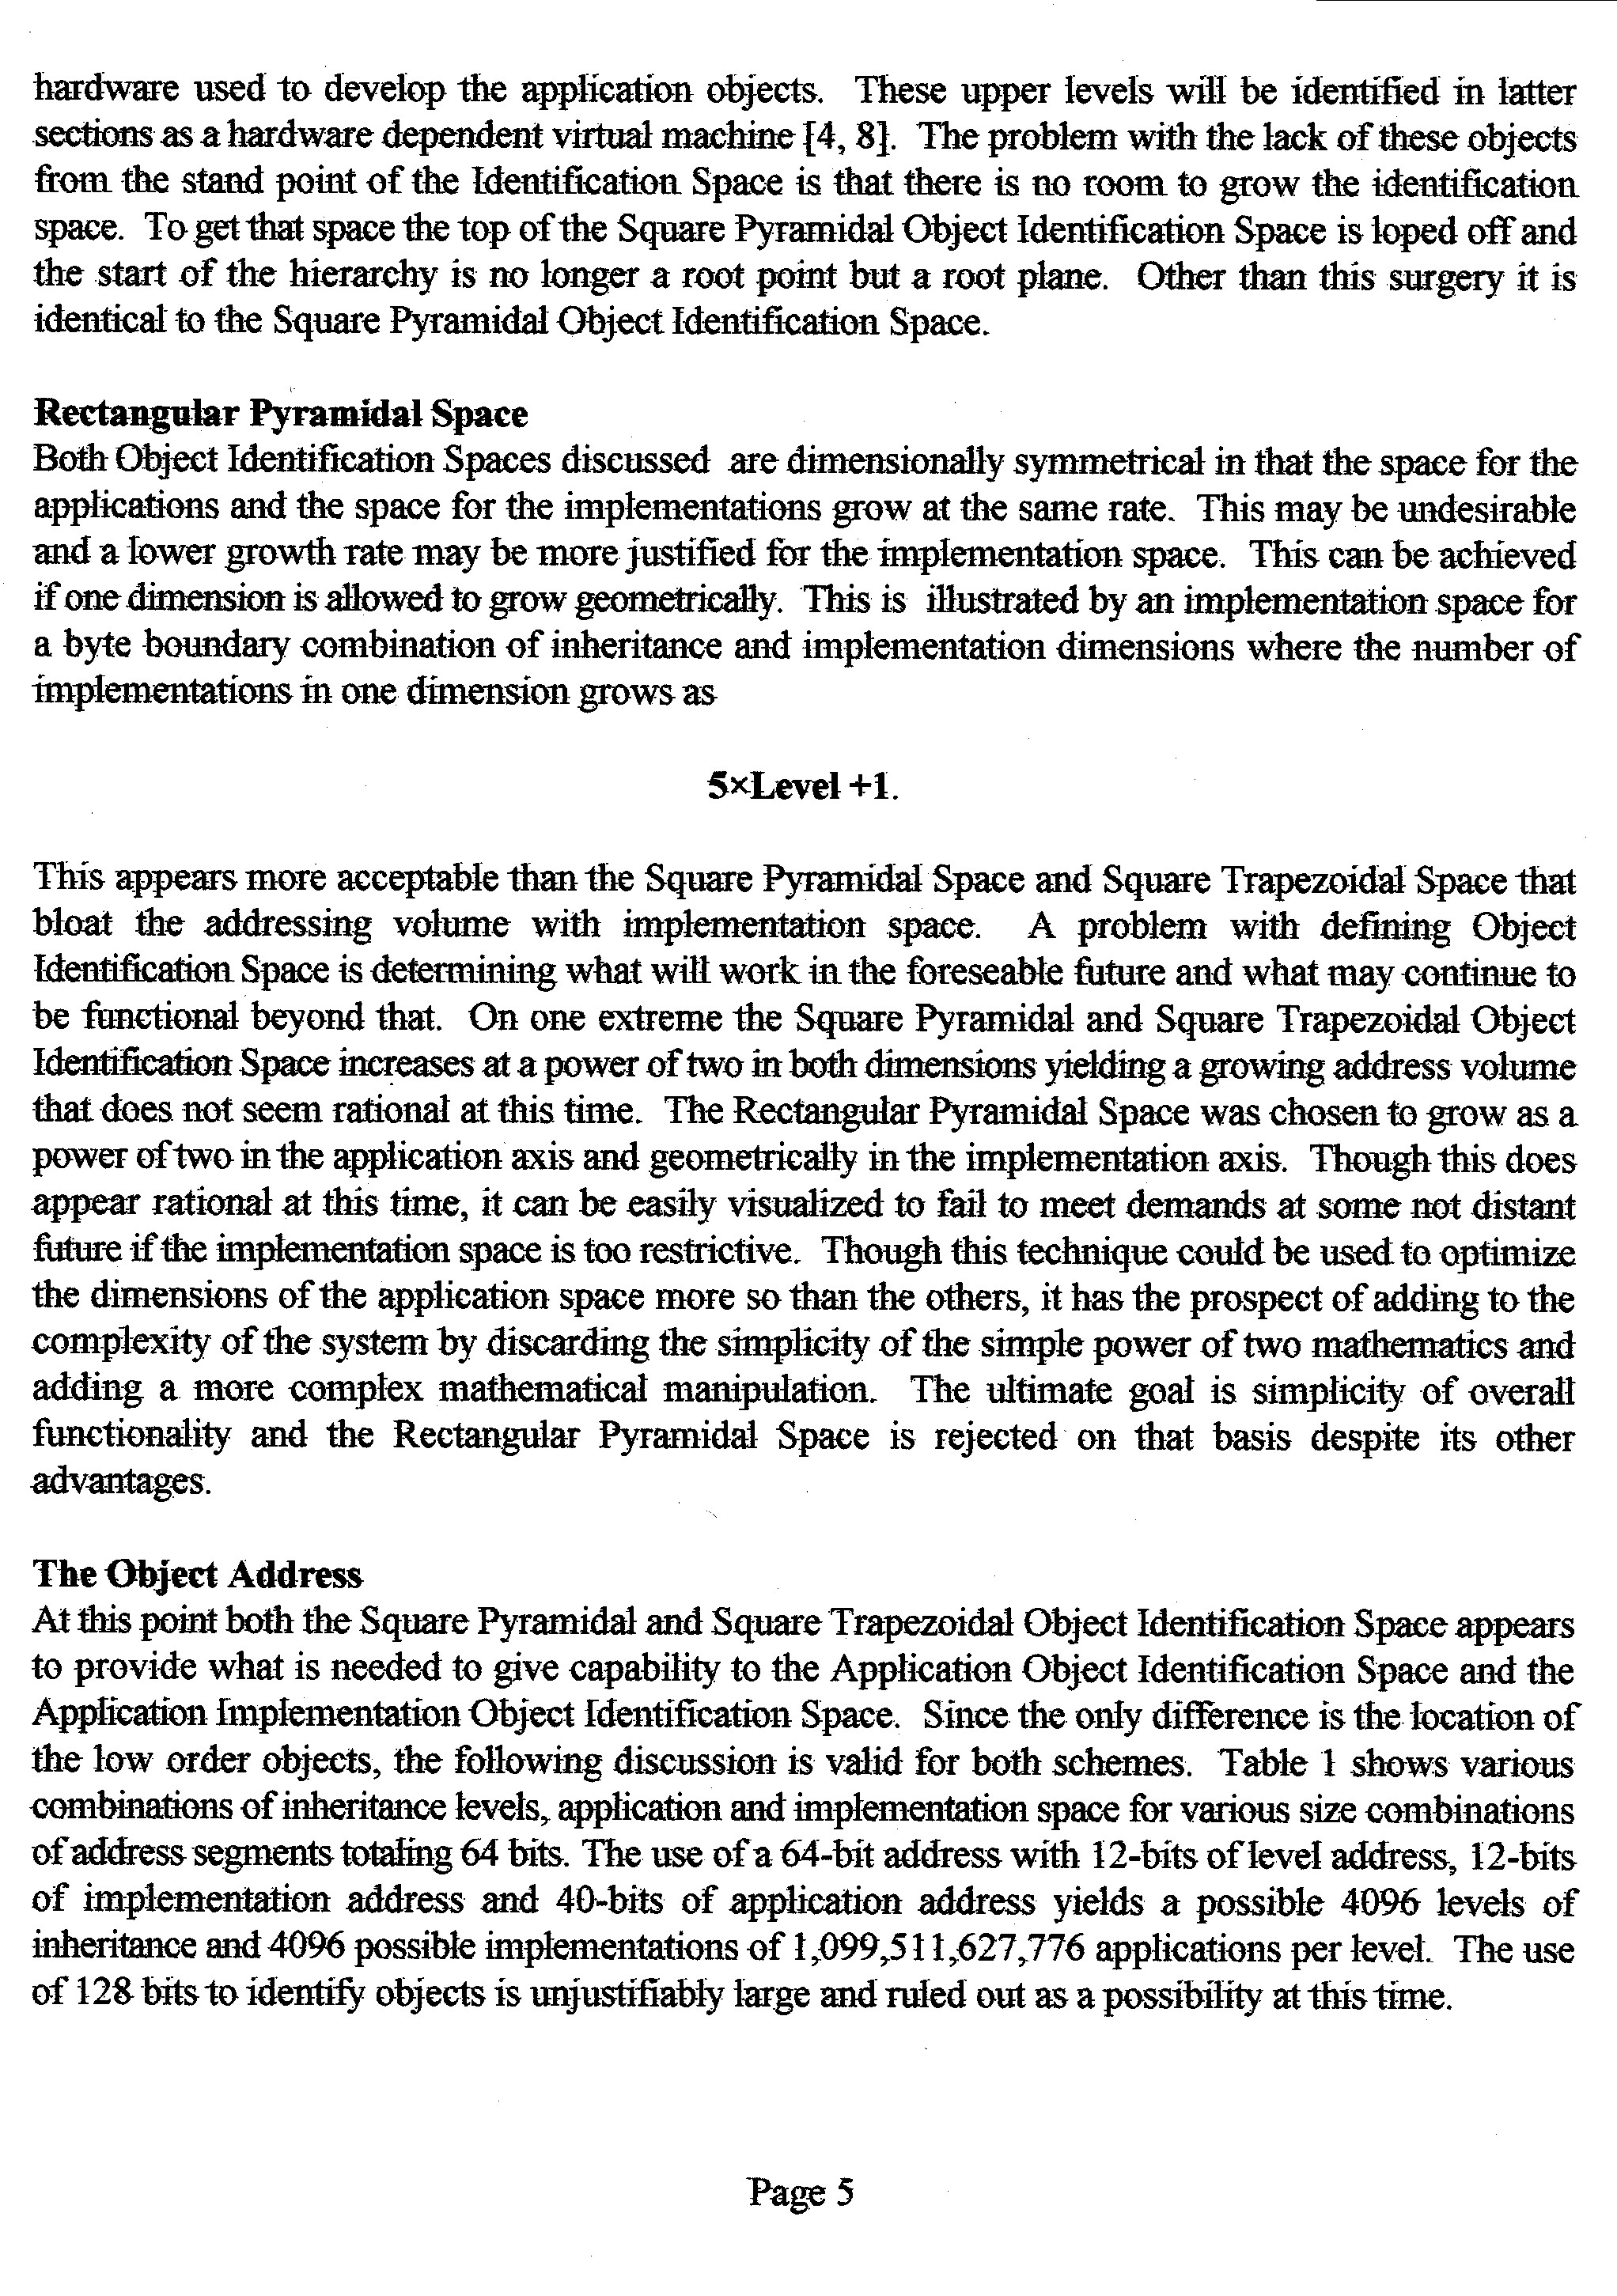 hardware used to develop the application objects. These upper levels will be identified in latter
sections as a hardware dependent virtual machine [4, 8]. The problem with the lack of these objects
from the stand point of the Identification Space is that there is no room to grow the identification
space. To get that space the top of the Square Pyramidal Object Identification Space is loped off and
the start of the hierarchy is no longer a root point but a root plane. Other than this surgery it is
identical to the Square Pyramidal Object Identification Space.
Rectangular Pyramidal Space
Both Object Identification Spaces discussed are dimensionally symmetrical in that the space for the
applications and the space for the implementations grow at the same rate. This may be undesirable
and a lower growth rate may be more justified for the implementation space. This can be achieved
if one dimension is allowed to grow geometrically. This is illustrated by an implementation space for
a byte boundary combination of inheritance and implementation dimensions where the number of
implementations in one dimension grows as
5×Level +1.
This appears more acceptable than the Square Pyramidal Space and Square Trapezoidal Space that
bloat the addressing volume with implementation space. A problem with defining Object
Identification Space is determining what will work in the foreseable future and what may continue to
be functional beyond that. On one extreme the Square Pyramidal and Square Trapezoidal Object
Identification Space increases at a power of two in both dimensions yielding a growing address volume
that does not seem rational at this time. The Rectangular Pyramidal Space was chosen to grow as a
power of two in the application axis and geometrically in the implementation axis. Though this does
appear rational at this time, it can be easily visualized to fail to meet demands at some not distant
future if the implementation space is too restrictive. Though this technique could be used to optimize
the dimensions of the application space more so than the others, it has the prospect of adding to the
complexity of the system by discarding the simplicity of the simple power of two mathematics and
adding a more complex mathematical manipulation. The ultimate goal is simplicity of overall
functionality and the Rectangular Pyramidal Space is rejected on that basis despite its other
advantages.
The Object Address
At this point both the Square Pyramidal and Square Trapezoidal Object Identification Space appears
to provide what is needed to give capability to the Application Object Identification Space and the
Application Implementation Object Identification Space. Since the only difference is the location of
the low order objects, the following discussion is valid for both schemes. Table 1 shows various
combinations of inheritance levels, application and implementation space for various size combinations
of address segments totaling 64 bits. The use of a 64-bit address with 12-bits of level address, 12-bits
of implementation address and 40-bits of application address yields a possible 4096 levels of
inheritance and 4096 possible implementations of 1,099,511,627,776 applications per level. The use
of 128 bits to identify objects is unjustifiably large and ruled out as a possibility at this time.
Page 5